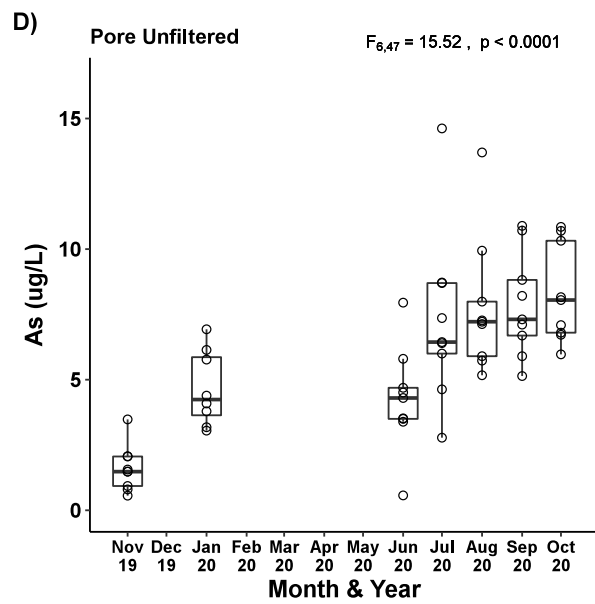 D)
Pore Unfiltered
F6,47 = 15.52 , p < 0.0001
As (ug/L)
15
10
5
0
Nov Dec Jan Feb Mar Apr May Jun Jul Aug Sep Oct
19 19 20 20 20 20 20 20 20 20 20 20
Month & Year